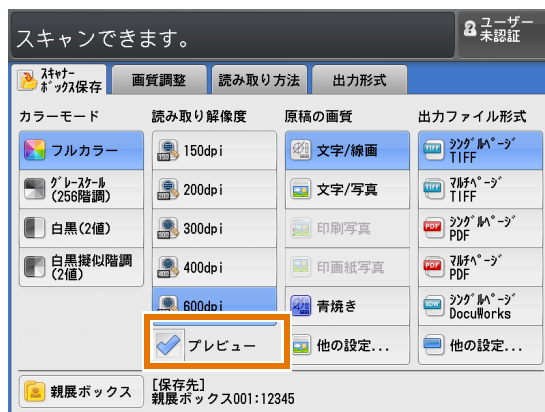 スキャンできます。
ユーザー
未認証
ｽｷｬﾅｰ
ﾎﾞｯｸｽ保存
画質調整
読み取り方法
出力形式
カラーモード
フルカラー
ｸﾞﾚｰｽｹｰﾙ
(256階調)
白黒(2値)
白黒擬似階調
(2値)
読み取り解像度
150dpi
200dpi
300dpi
400dpi
600dpi
プレビュー
原稿の画質
文字/線画
文字/写真
印刷写真
印画紙写真
青焼き
他の設定...
出力ファイル形式
ｼﾝｸﾞﾙﾍﾟｰｼﾞ
TIFF
ﾏﾙﾁﾍﾟｰｼﾞ
TIFF
ｼﾝｸﾞﾙﾍﾟｰｼﾞ
PDF
ﾏﾙﾁﾍﾟｰｼﾞ
PDF
ｼﾝｸﾞﾙﾍﾟｰｼﾞ
DocuWorks
他の設定...
親展ボックス
[保存先]
親展ボックス001:12345